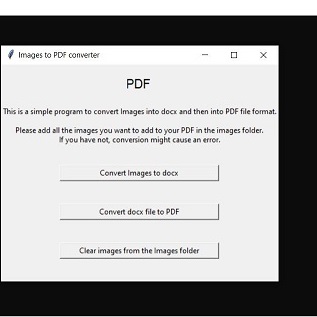 Images to PDF converter
PDF
This is a simple program to convert Images into docx and then into PDF file format.
Please add all the images you want to add to your PDF in the images folder.
If you have not, conversion might cause an error.
Convert Images to docx
Convert docx file to PDF
Clear images from the Images folder